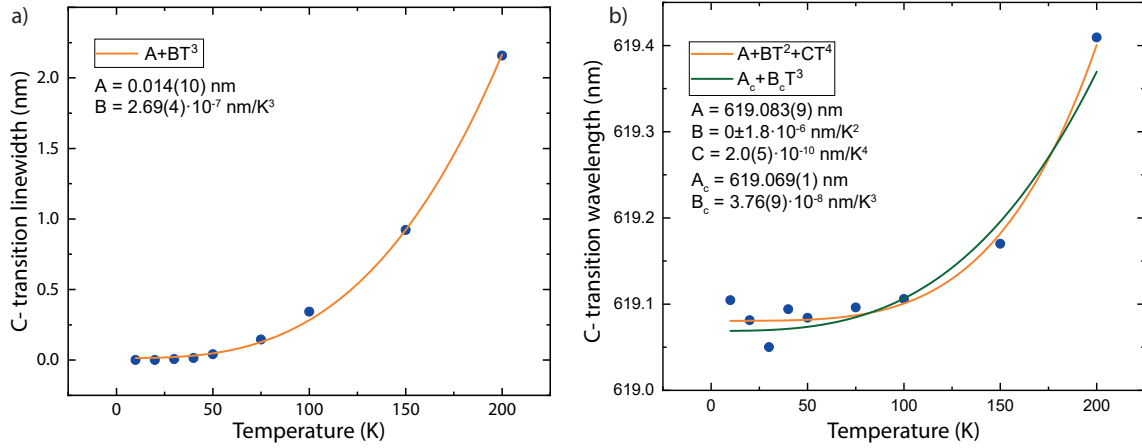 a)
A+BT³
A = 0.014(10) nm
B = 2.69(4)·10⁻⁷ nm/K³
C- transition linewidth (nm)
2.0
1.5
1.0
0.5
0.0
0 50 100 150 200
Temperature (K)
b)
A+BT²+CT⁴
A_c+B_cT³
A = 619.083(9) nm
B = 0±1.8·10⁻⁶ nm/K²
C = 2.0(5)·10⁻¹⁰ nm/K⁴
A_c = 619.069(1) nm
B_c = 3.76(9)·10⁻⁸ nm/K³
C- transition wavelength (nm)
619.4
619.3
619.2
619.1
619.0
0 50 100 150 200
Temperature (K)